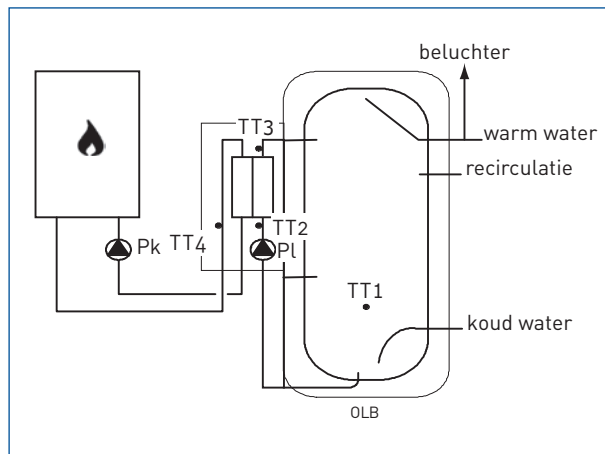 beluchter
TT3
warm water
recirculatie
TT2
TT4
Pk
Pl
TT1
koud water
OLB